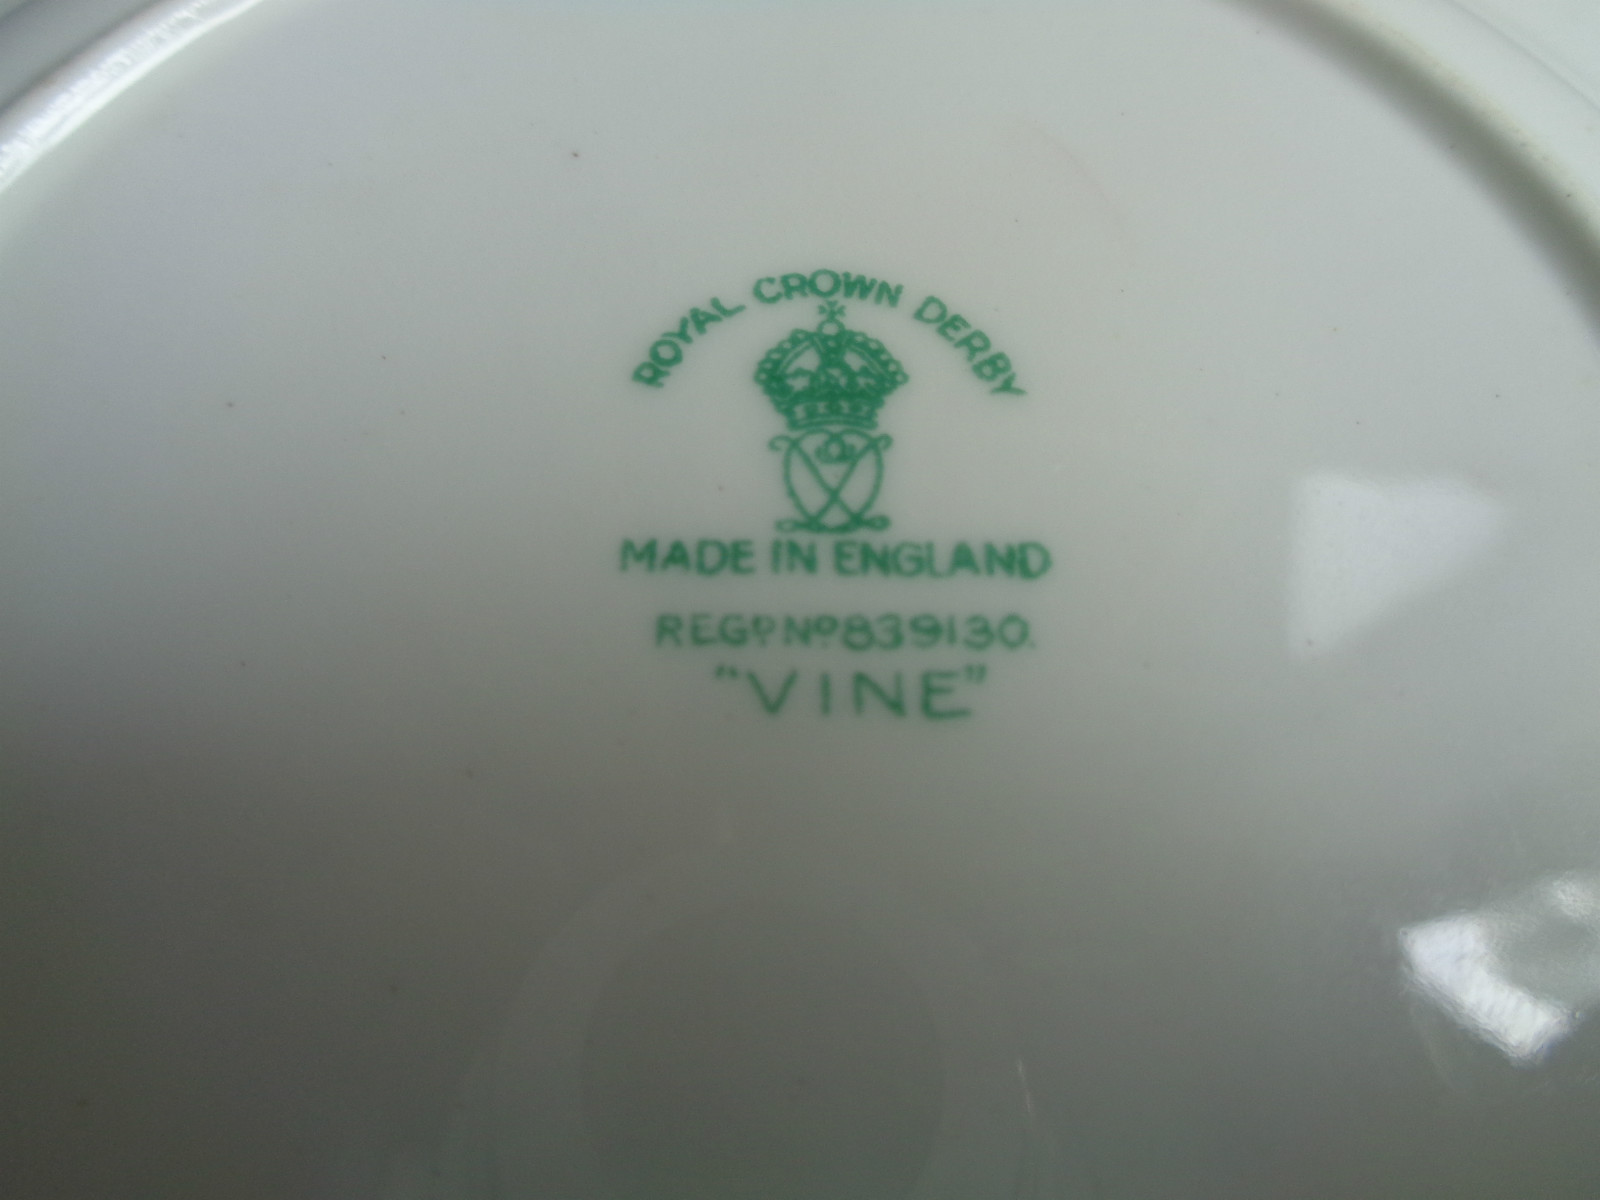 ROYAL CROWN DERBY
MADE IN ENGLAND
REGD. No. 839130.
"VINE"